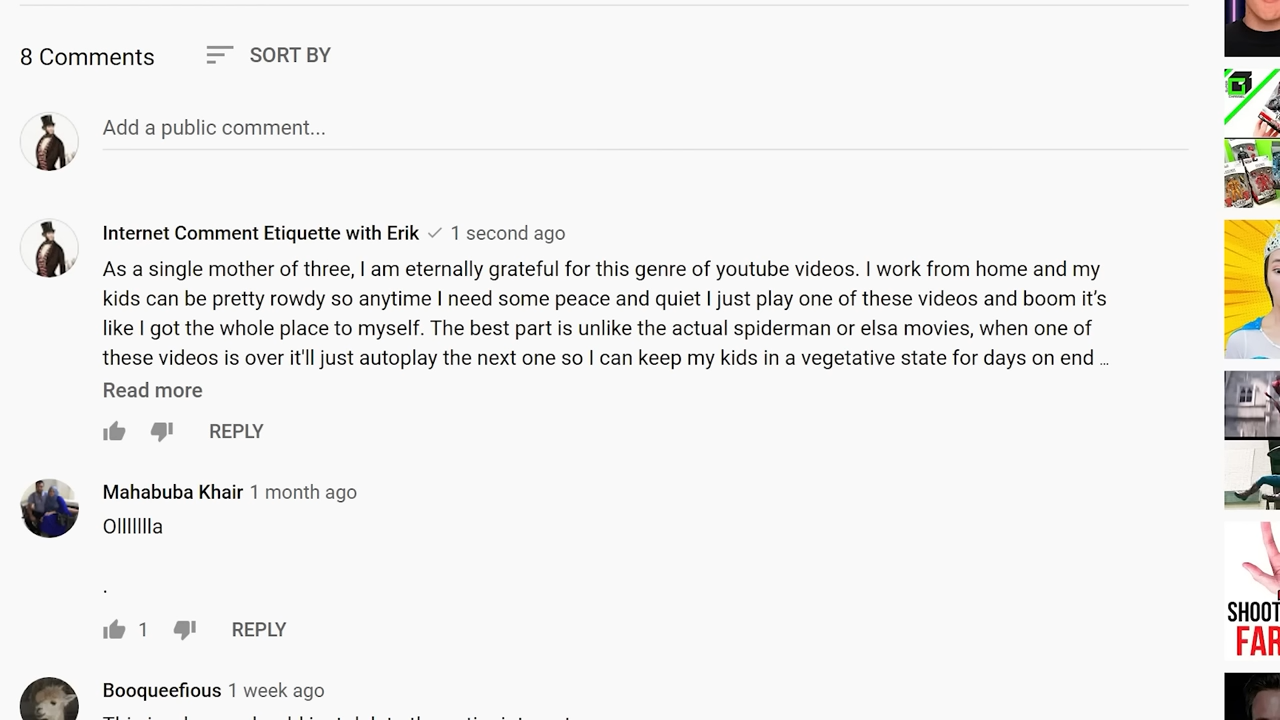 8 Comments
SORT BY
Add a public comment...
Internet Comment Etiquette with Erik 1 second ago
As a single mother of three, I am eternally grateful for this genre of youtube videos. I work from home and my
kids can be pretty rowdy so anytime I need some peace and quiet I just play one of these videos and boom it’s
like I got the whole place to myself. The best part is unlike the actual spiderman or elsa movies, when one of
these videos is over it'll just autoplay the next one so I can keep my kids in a vegetative state for days on end ...
Read more
REPLY
Mahabuba Khair 1 month ago
Ollllllla
.
1
REPLY
Booqueefious 1 week ago
SHOOT
FAR